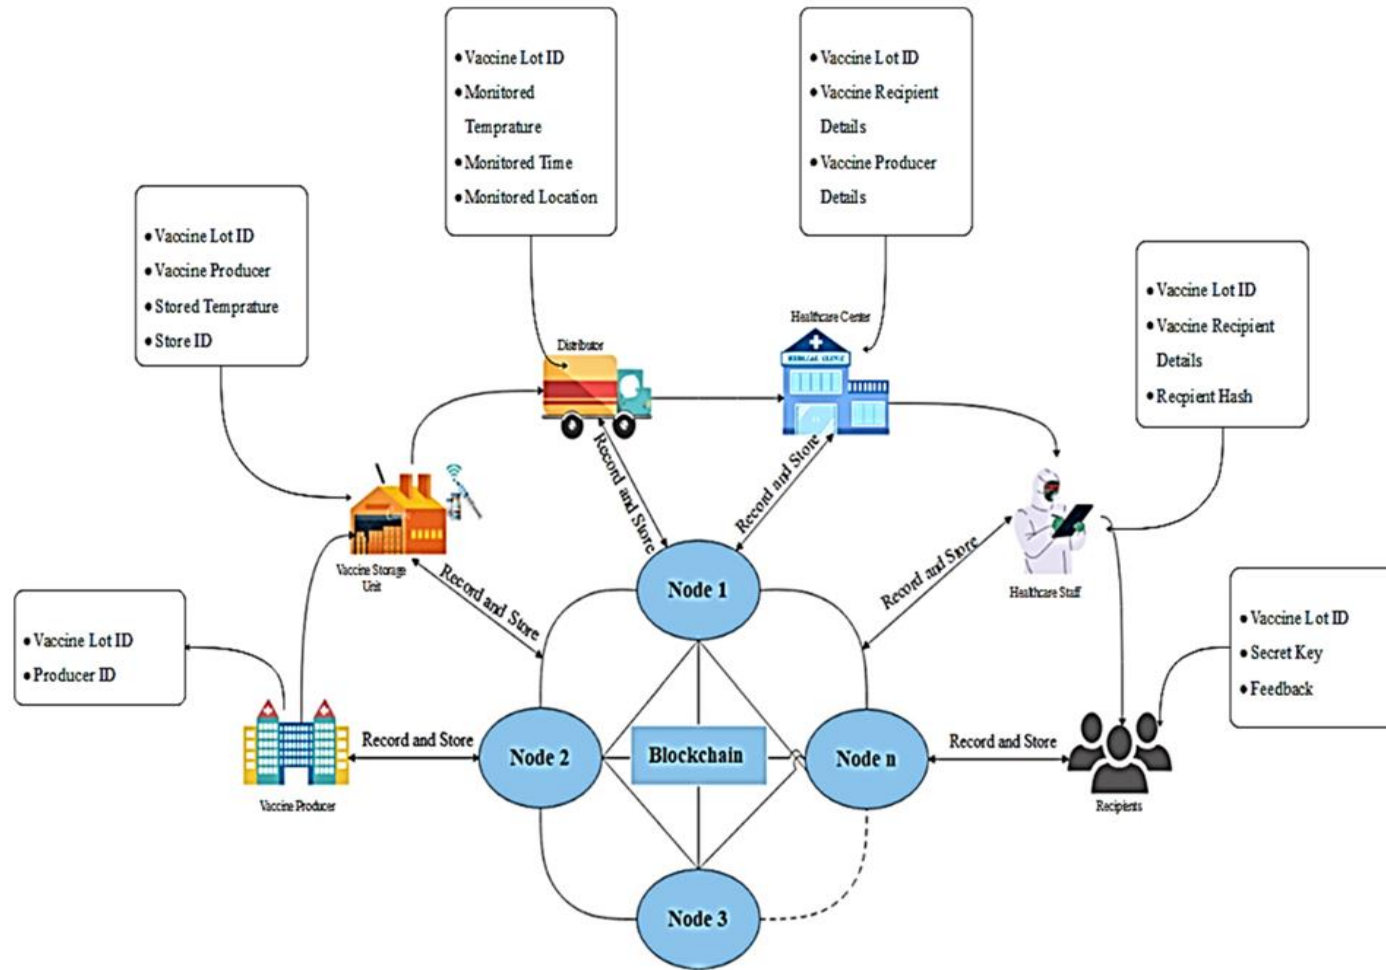 • Vaccine Lot ID
• Monitored
Temprature
• Monitored Time
• Monitored Location
• Vaccine Lot ID
• Vaccine Recipient
Details
• Vaccine Producer
Details
• Vaccine Lot ID
• Vaccine Producer
• Stored Temprature
• Store ID
• Vaccine Lot ID
• Vaccine Recipient
Details
• Recpient Hash
Distributor
Healthcare Center
MEDICAL CLINIC
Record and Store
Record and Store
Vaccine Storage
Unit
Record and Store
Record and Store
Healthcare Staff
Node 1
• Vaccine Lot ID
• Producer ID
• Vaccine Lot ID
• Secret Key
• Feedback
Record and Store
Node 2
Blockchain
Node n
Record and Store
Vaccine Producer
Recipients
Node 3